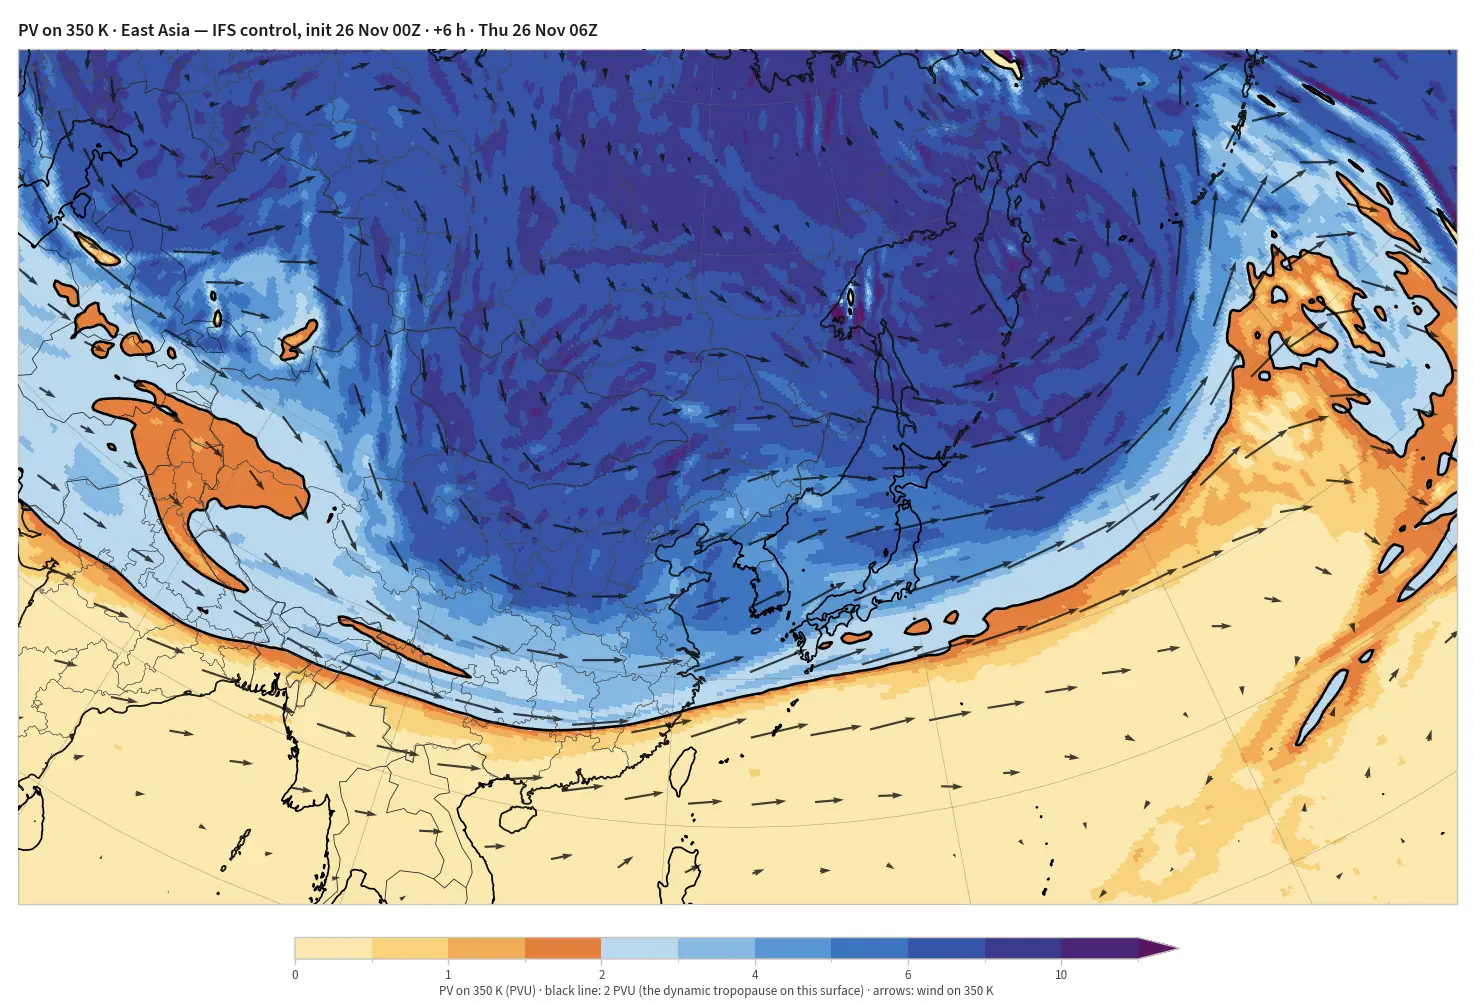 PV on 350 K · East Asia — IFS control, init 26 Nov 00Z · +6 h · Thu 26 Nov 06Z
0 1 2 4 6 10
PV on 350 K (PVU) · black line: 2 PVU (the dynamic tropopause on this surface) · arrows: wind on 350 K